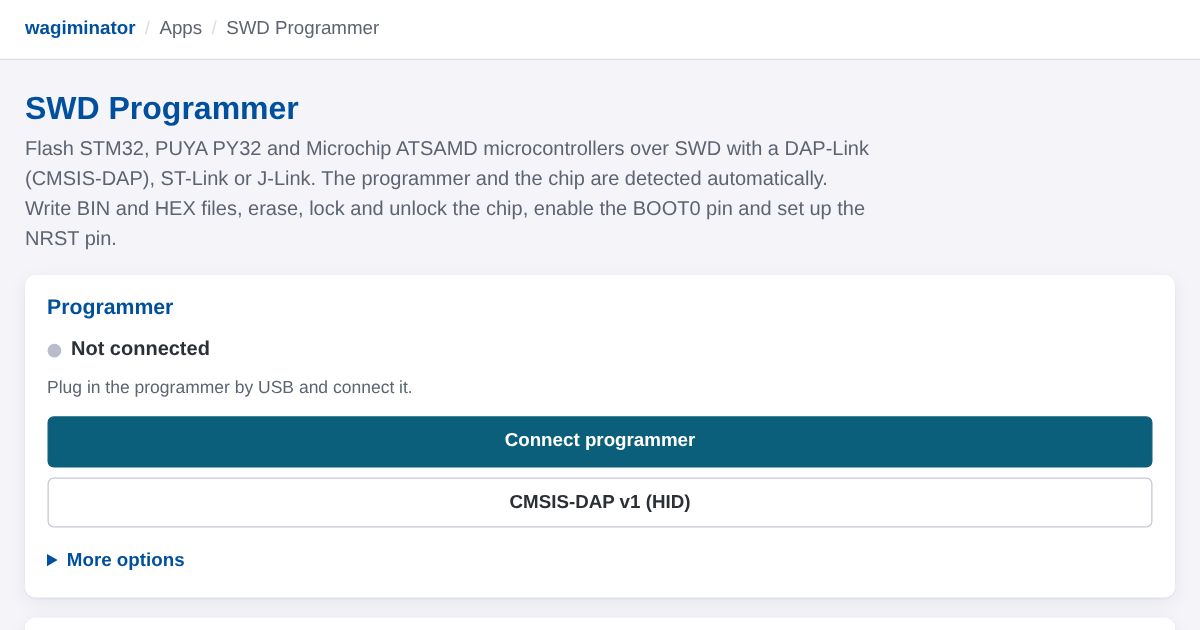 wagiminator / Apps / SWD Programmer
SWD Programmer
Flash STM32, PUYA PY32 and Microchip ATSAMD microcontrollers over SWD with a DAP-Link
(CMSIS-DAP), ST-Link or J-Link. The programmer and the chip are detected automatically.
Write BIN and HEX files, erase, lock and unlock the chip, enable the BOOT0 pin and set up the
NRST pin.
Programmer
Not connected
Plug in the programmer by USB and connect it.
Connect programmer
CMSIS-DAP v1 (HID)
More options